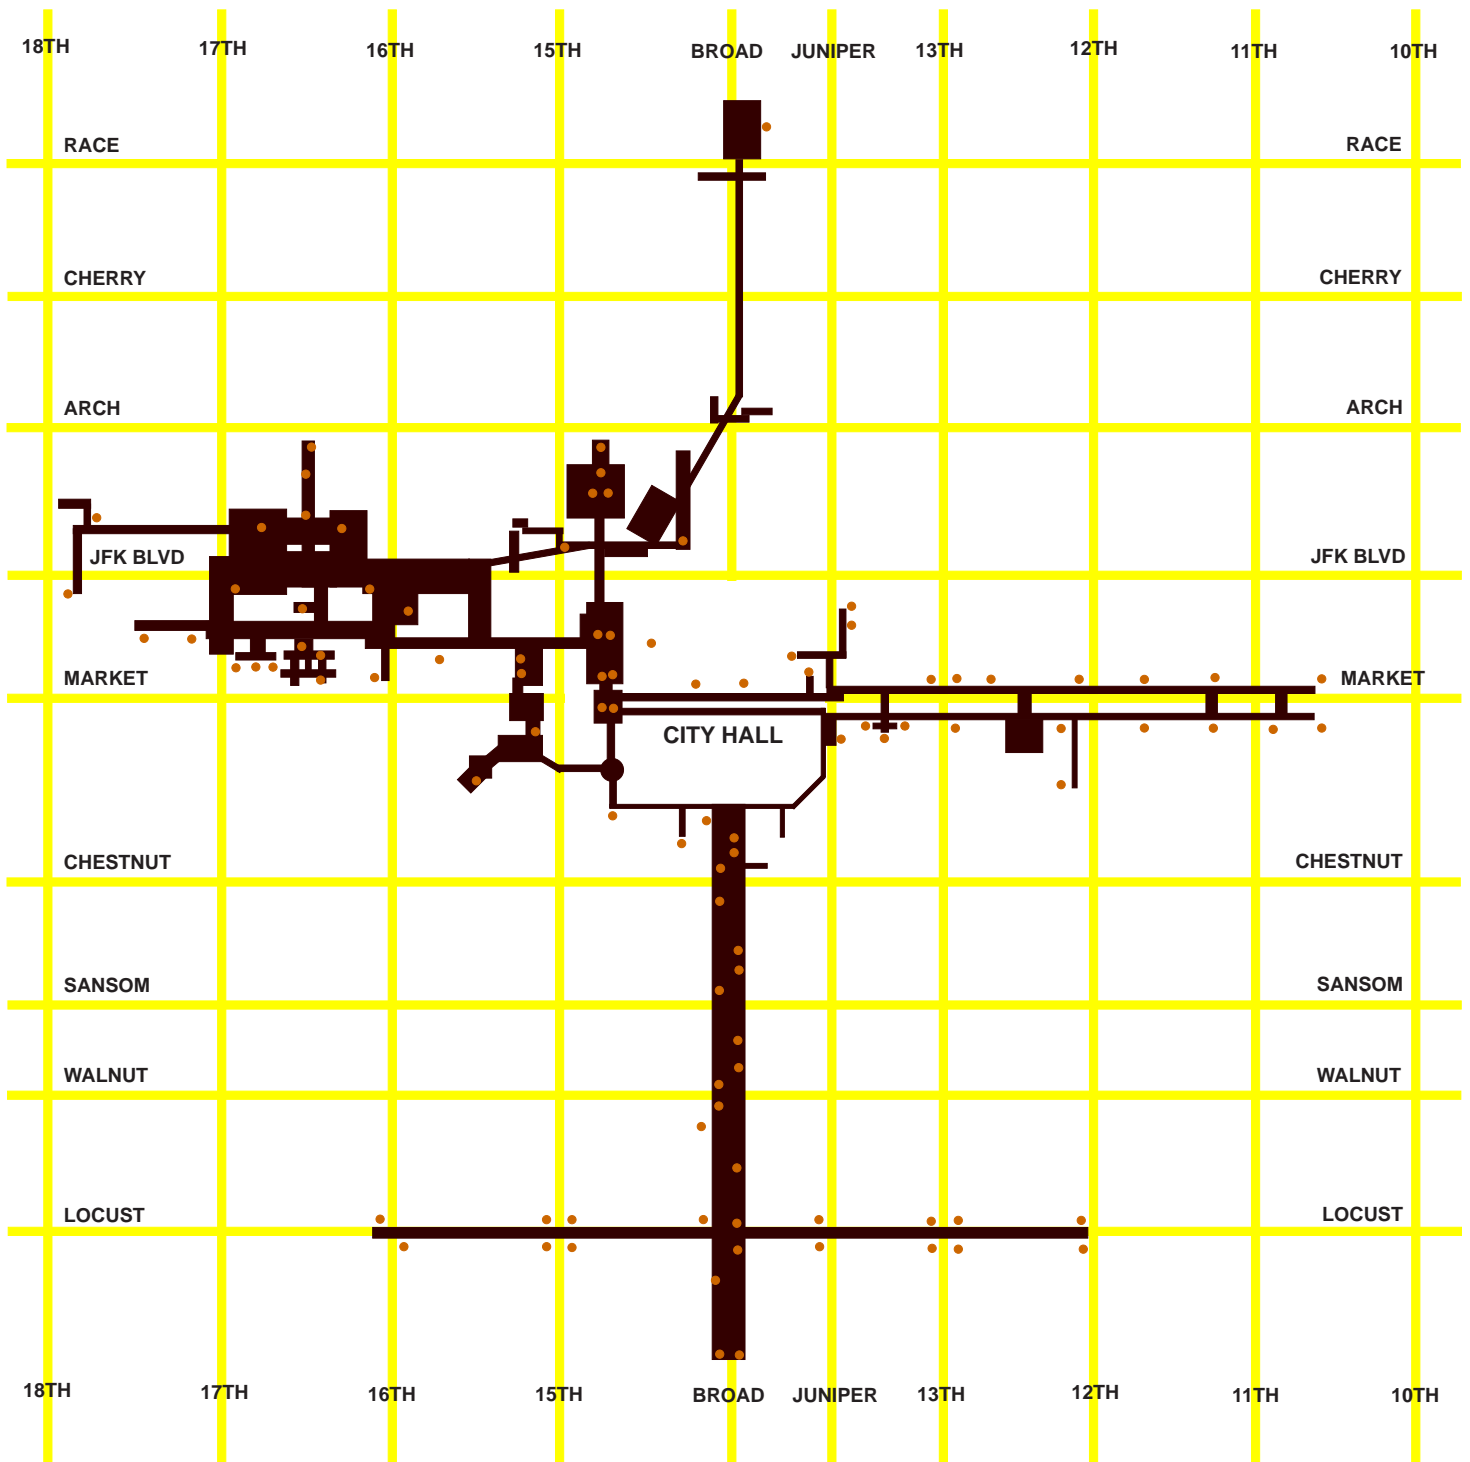 18TH 17TH 16TH 15TH BROAD JUNIPER 13TH 12TH 11TH 10TH
RACE RACE
CHERRY CHERRY
ARCH ARCH
JFK BLVD JFK BLVD
MARKET MARKET
CITY HALL
CHESTNUT CHESTNUT
SANSOM SANSOM
WALNUT WALNUT
LOCUST LOCUST
18TH 17TH 16TH 15TH BROAD JUNIPER 13TH 12TH 11TH 10TH